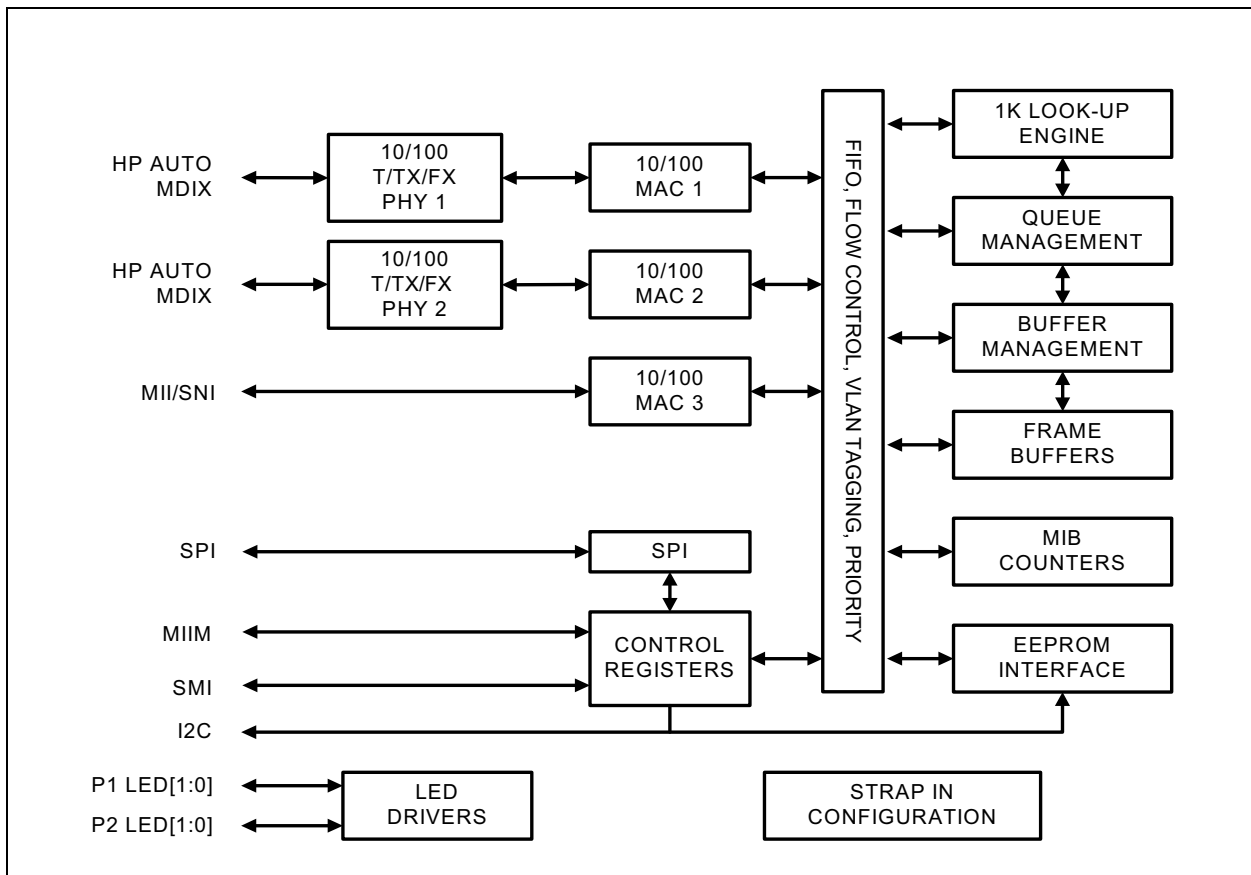 HP AUTO
MDIX
10/100
T/TX/FX
PHY 1
10/100
MAC 1
HP AUTO
MDIX
10/100
T/TX/FX
PHY 2
10/100
MAC 2
MII/SNI
10/100
MAC 3
SPI
SPI
MIIM
SMI
CONTROL
REGISTERS
I2C
P1 LED[1:0]
P2 LED[1:0]
LED
DRIVERS
FIFO, FLOW CONTROL, VLAN TAGGING, PRIORITY
1K LOOK-UP
ENGINE
QUEUE
MANAGEMENT
BUFFER
MANAGEMENT
FRAME
BUFFERS
MIB
COUNTERS
EEPROM
INTERFACE
STRAP IN
CONFIGURATION